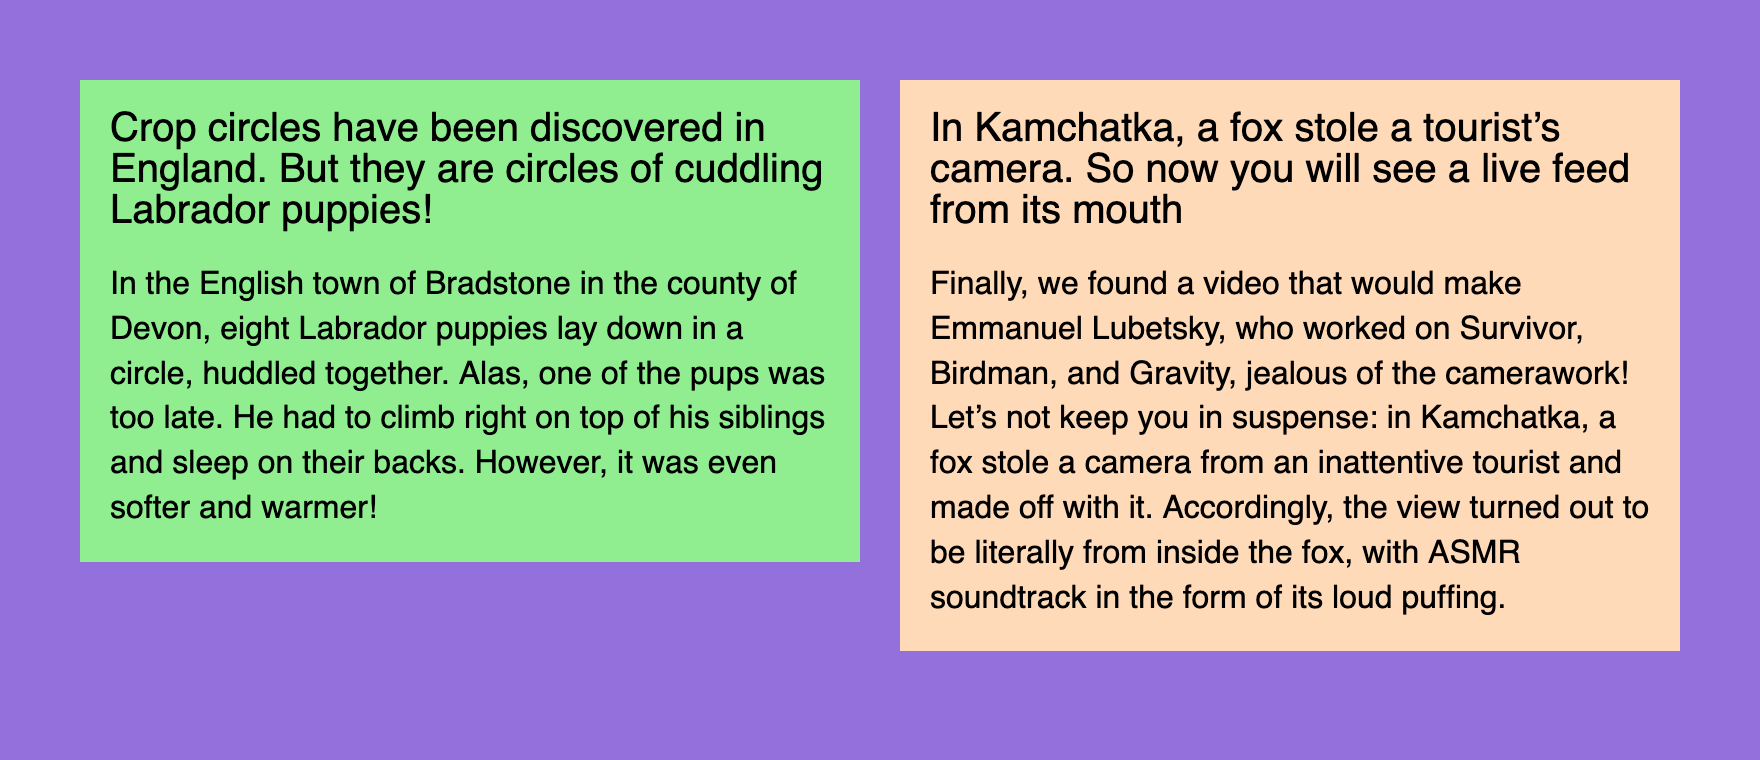 Crop circles have been discovered in
England. But they are circles of cuddling
Labrador puppies!
In the English town of Bradstone in the county of
Devon, eight Labrador puppies lay down in a
circle, huddled together. Alas, one of the pups was
too late. He had to climb right on top of his siblings
and sleep on their backs. However, it was even
softer and warmer!
In Kamchatka, a fox stole a tourist’s
camera. So now you will see a live feed
from its mouth
Finally, we found a video that would make
Emmanuel Lubetsky, who worked on Survivor,
Birdman, and Gravity, jealous of the camerawork!
Let’s not keep you in suspense: in Kamchatka, a
fox stole a camera from an inattentive tourist and
made off with it. Accordingly, the view turned out to
be literally from inside the fox, with ASMR
soundtrack in the form of its loud puffing.